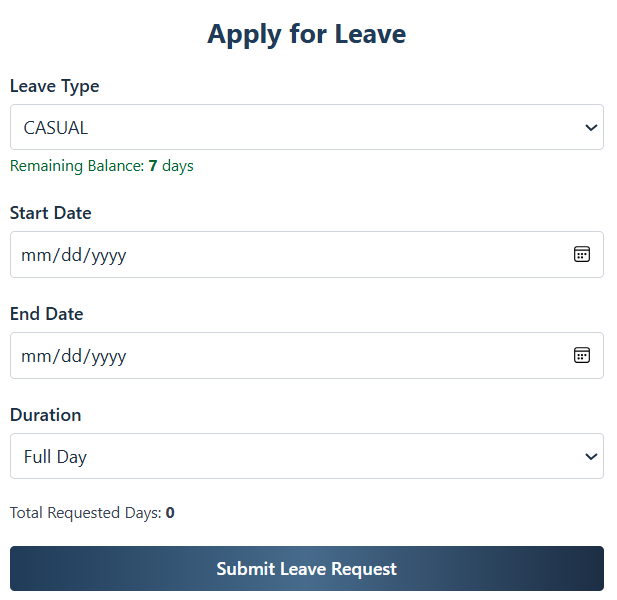 Apply for Leave
Leave Type
CASUAL
Remaining Balance: 7 days
Start Date
mm/dd/yyyy
End Date
mm/dd/yyyy
Duration
Full Day
Total Requested Days: 0
Submit Leave Request